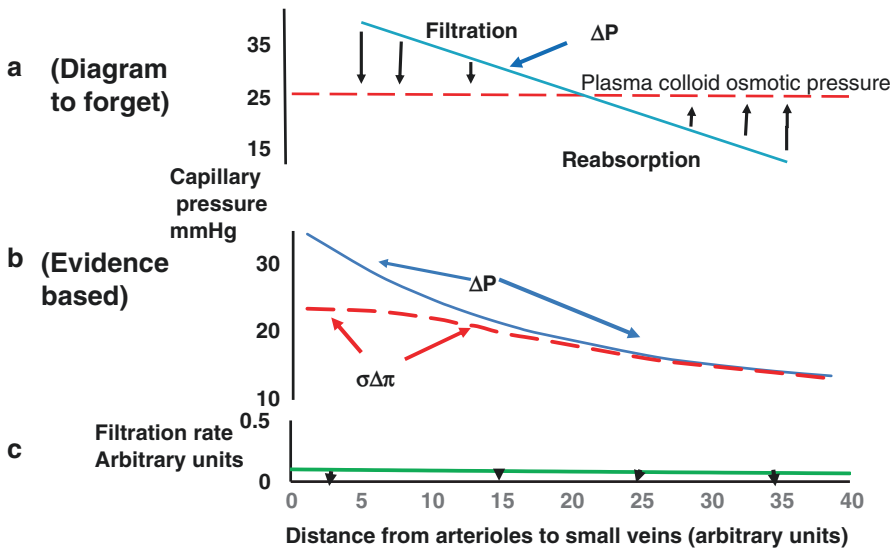 a
(Diagram
to forget)
35
25
15
Filtration
ΔP
Plasma colloid osmotic pressure
Reabsorption
Capillary
pressure
mmHg
b
(Evidence
based)
30
20
10
ΔP
σΔπ
c
Filtration rate
Arbitrary units
0.5
0
0 5 10 15 20 25 30 35 40
Distance from arterioles to small veins (arbitrary units)